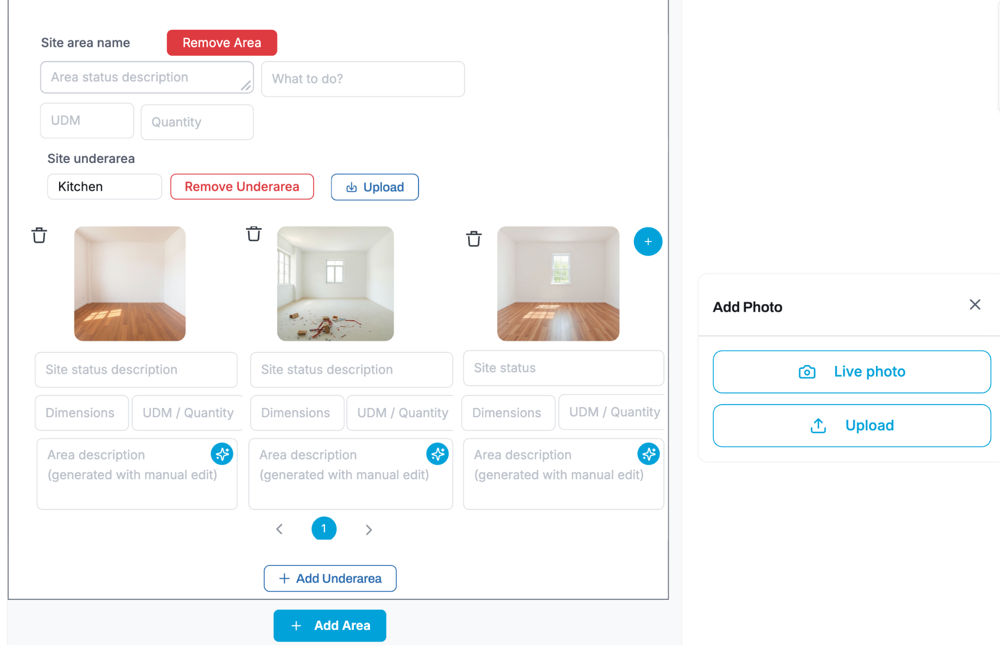 Site area name
Remove Area
Area status description
What to do?
UDM
Quantity
Site underarea
Kitchen
Remove Underarea
Upload
Site status description
Site status description
Site status
Dimensions
UDM / Quantity
Dimensions
UDM / Quantity
Dimensions
UDM / Quantity
Area description
(generated with manual edit)
Area description
(generated with manual edit)
Area description
(generated with manual edit)
1
+ Add Underarea
+ Add Area
Add Photo
Live photo
Upload